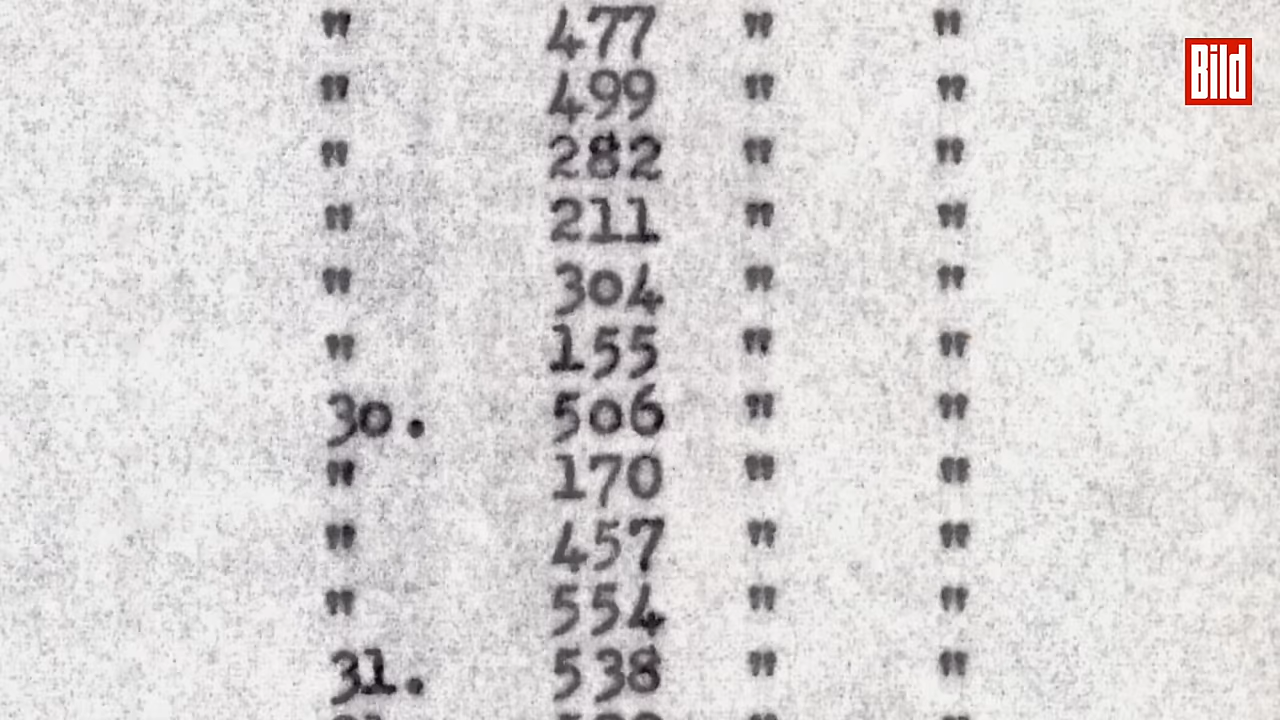 " 477 " "
Bild
" 499 " "
" 282 " "
" 211 " "
" 304 " "
" 155 " "
30. 506 " "
" 170 " "
" 457 " "
" 554 " "
31. 538 " "